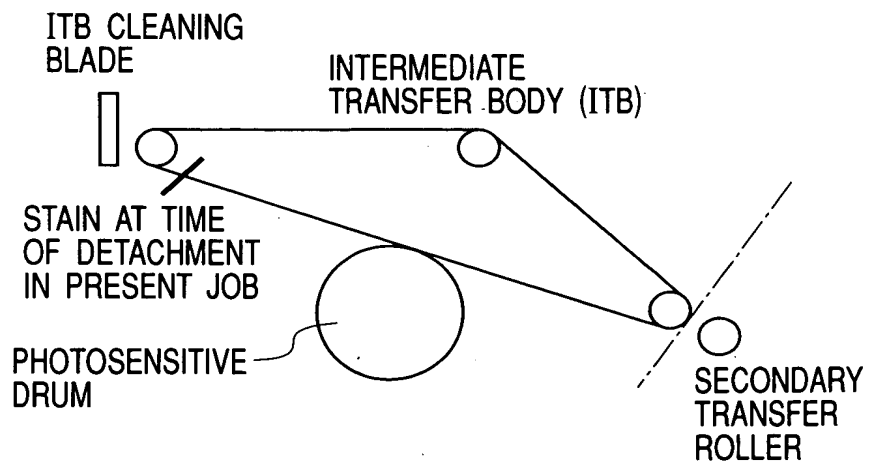 ITB CLEANING
BLADE
INTERMEDIATE
TRANSFER BODY (ITB)
STAIN AT TIME
OF DETACHMENT
IN PRESENT JOB
PHOTOSENSITIVE
DRUM
SECONDARY
TRANSFER
ROLLER